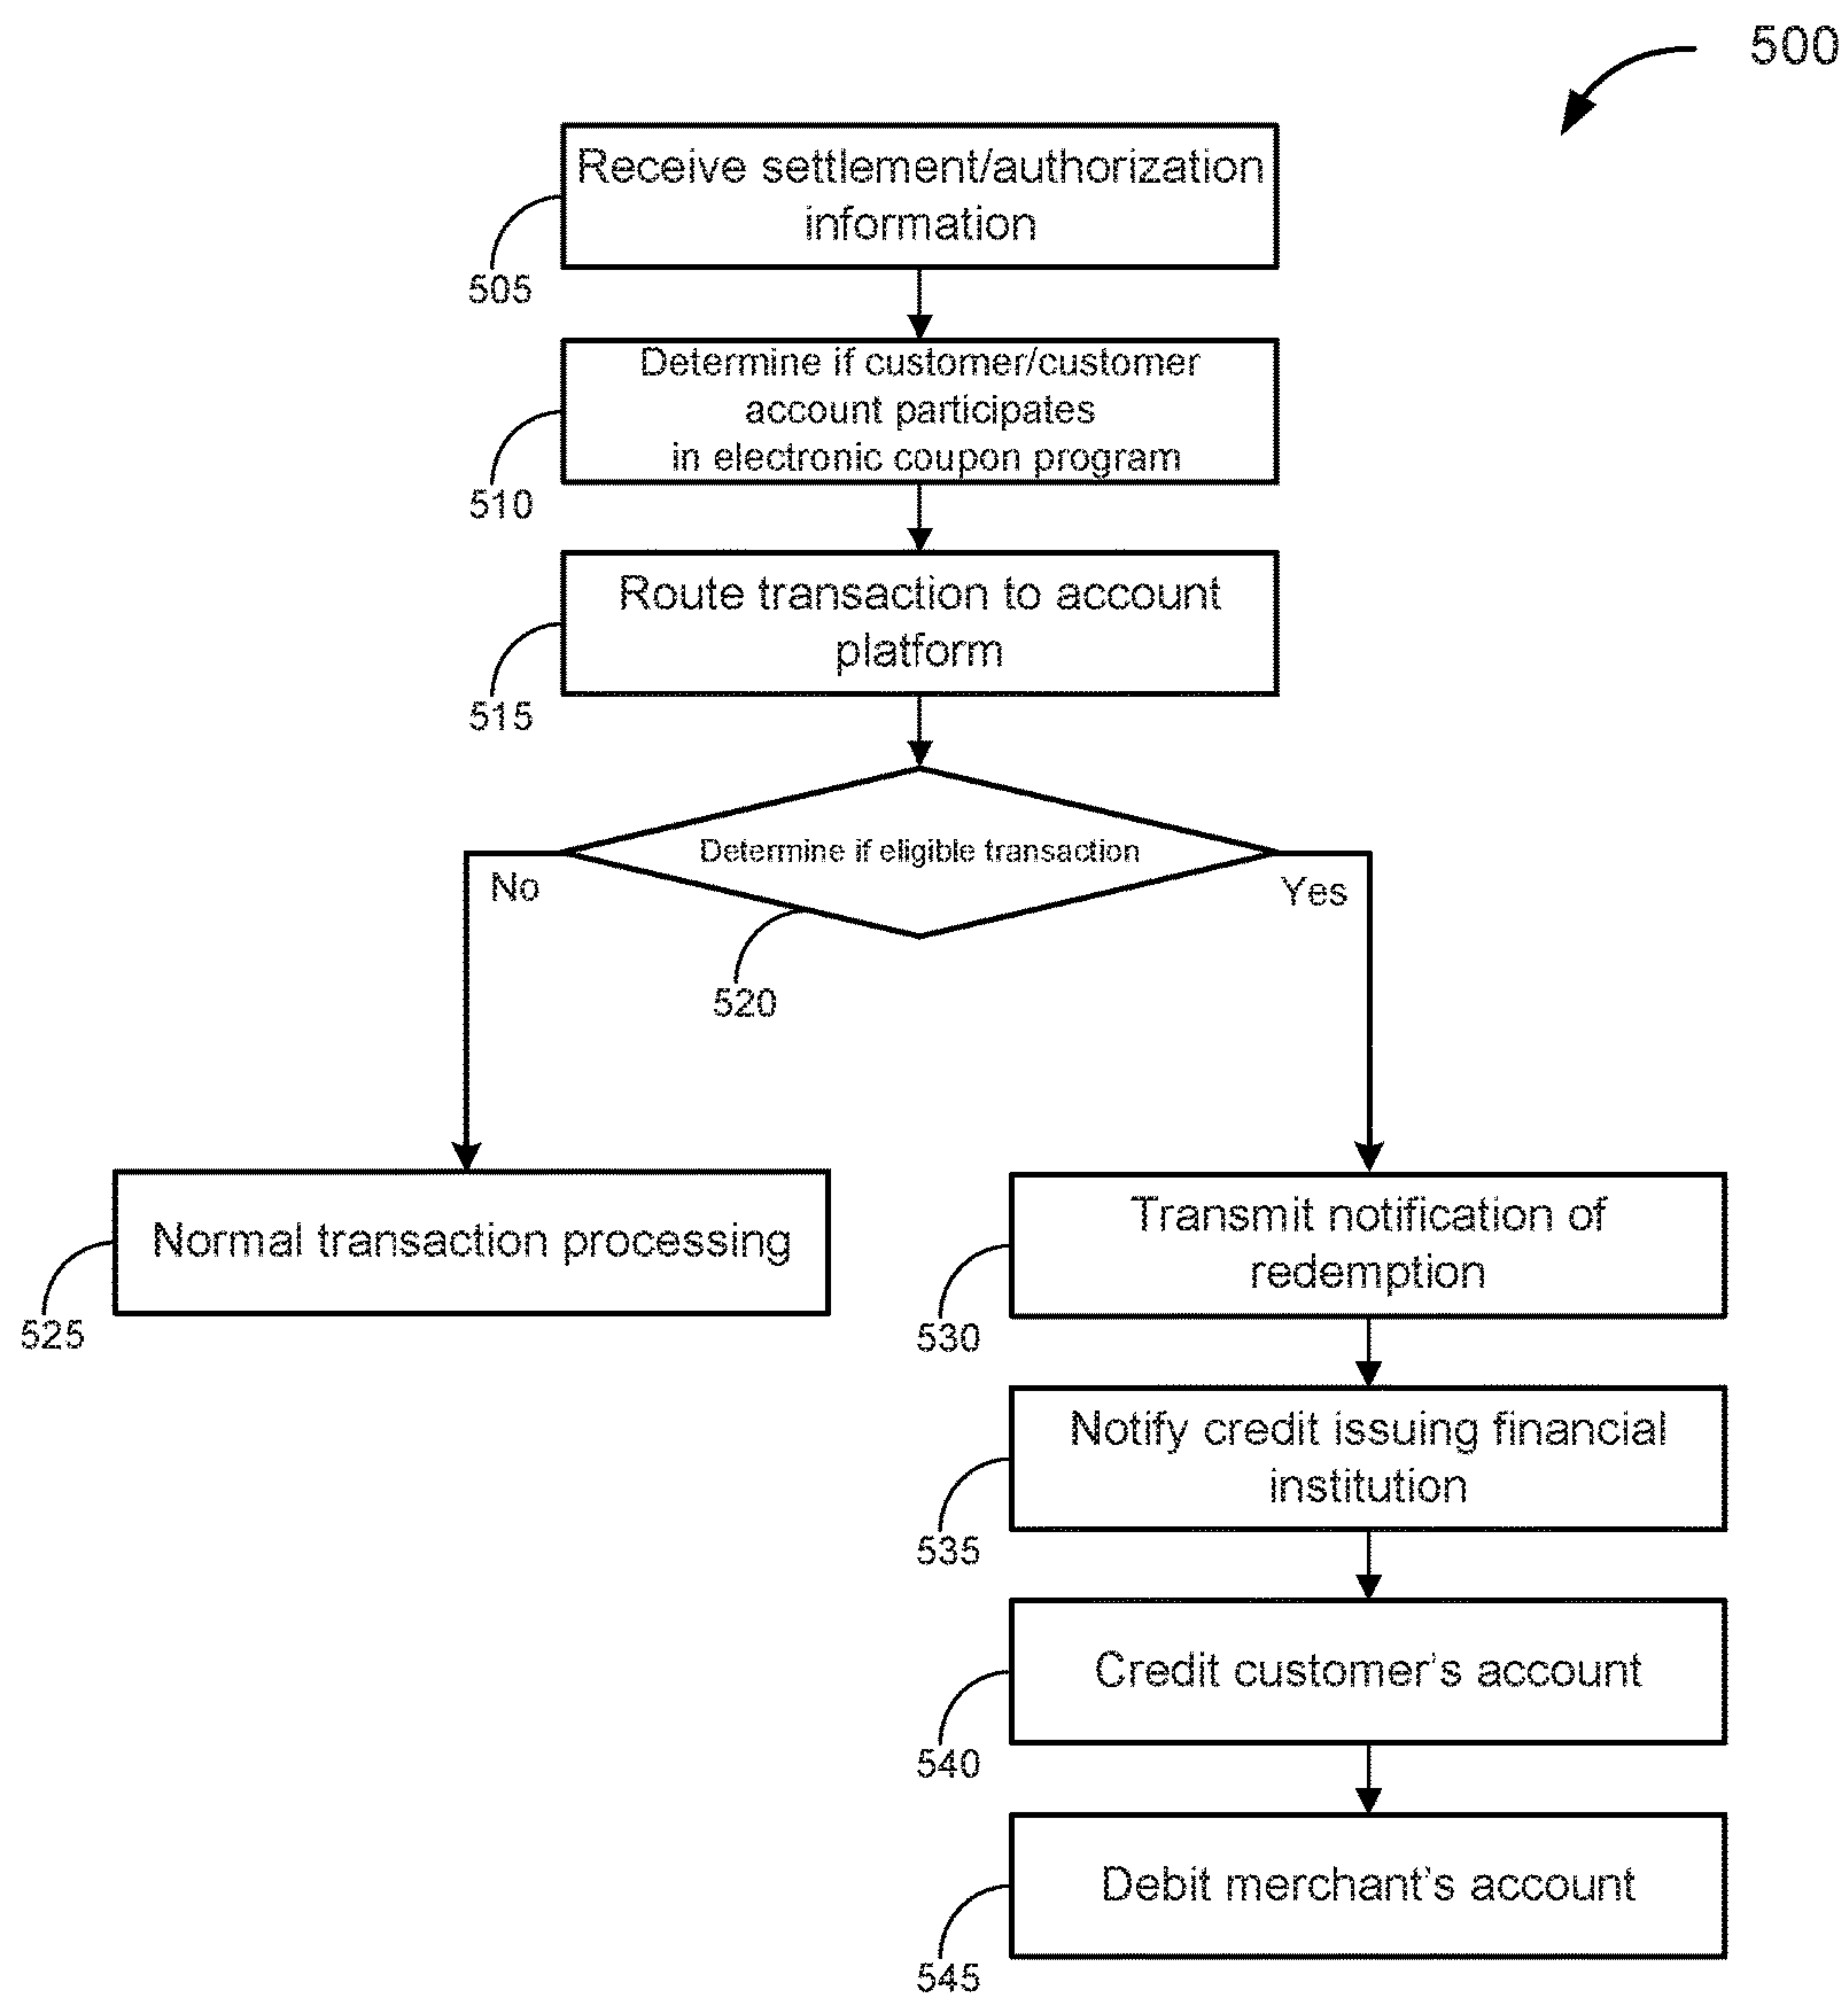 500
Receive settlement/authorization
information
505
Determine if customer/customer
account participates
in electronic coupon program
510
Route transaction to account
platform
515
Determine if eligible transaction
No
Yes
520
Normal transaction processing
525
Transmit notification of
redemption
530
Notify credit issuing financial
institution
535
Credit customer's account
540
Debit merchant's account
545